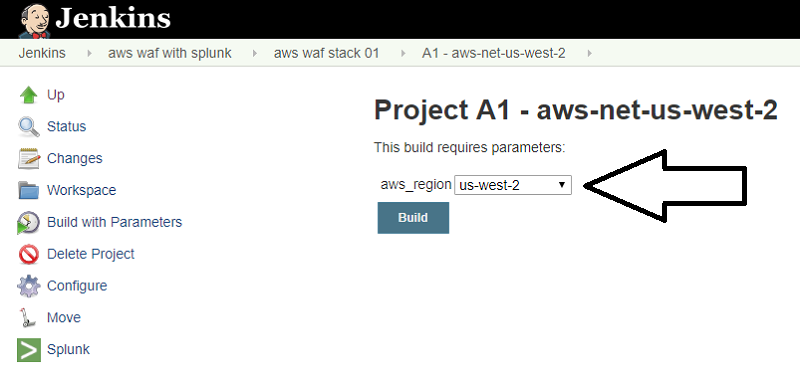 Jenkins
Jenkins aws waf with splunk aws waf stack 01 A1 - aws-net-us-west-2
Up
Status
Changes
Workspace
Build with Parameters
Delete Project
Configure
Move
Splunk
Project A1 - aws-net-us-west-2
This build requires parameters:
aws_region us-west-2
Build